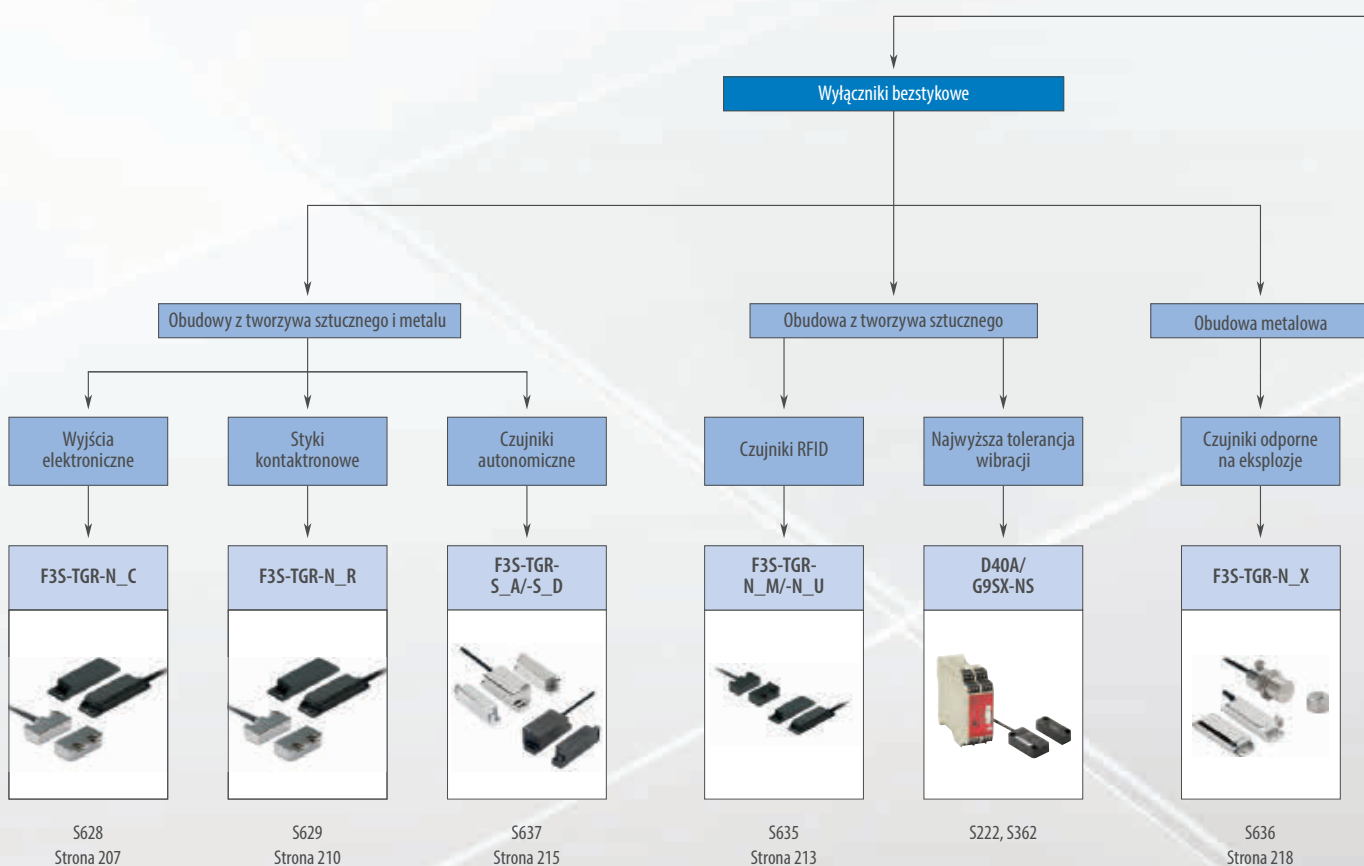 Wyłączniki bezstykowe
Obudowy z tworzywa sztucznego i metalu
Obudowa z tworzywa sztucznego
Obudowa metalowa
Wyjścia
elektroniczne
Styki
kontaktronowe
Czujniki
autonomiczne
Czujniki RFID
Najwyższa tolerancja
wibracji
Czujniki odporne
na eksplozje
F3S-TGR-N_C
F3S-TGR-N_R
F3S-TGR-
S_A/-S_D
F3S-TGR-
N_M/-N_U
D40A/
G9SX-NS
F3S-TGR-N_X
S628
Strona 207
S629
Strona 210
S637
Strona 215
S635
Strona 213
S222, S362
S636
Strona 218